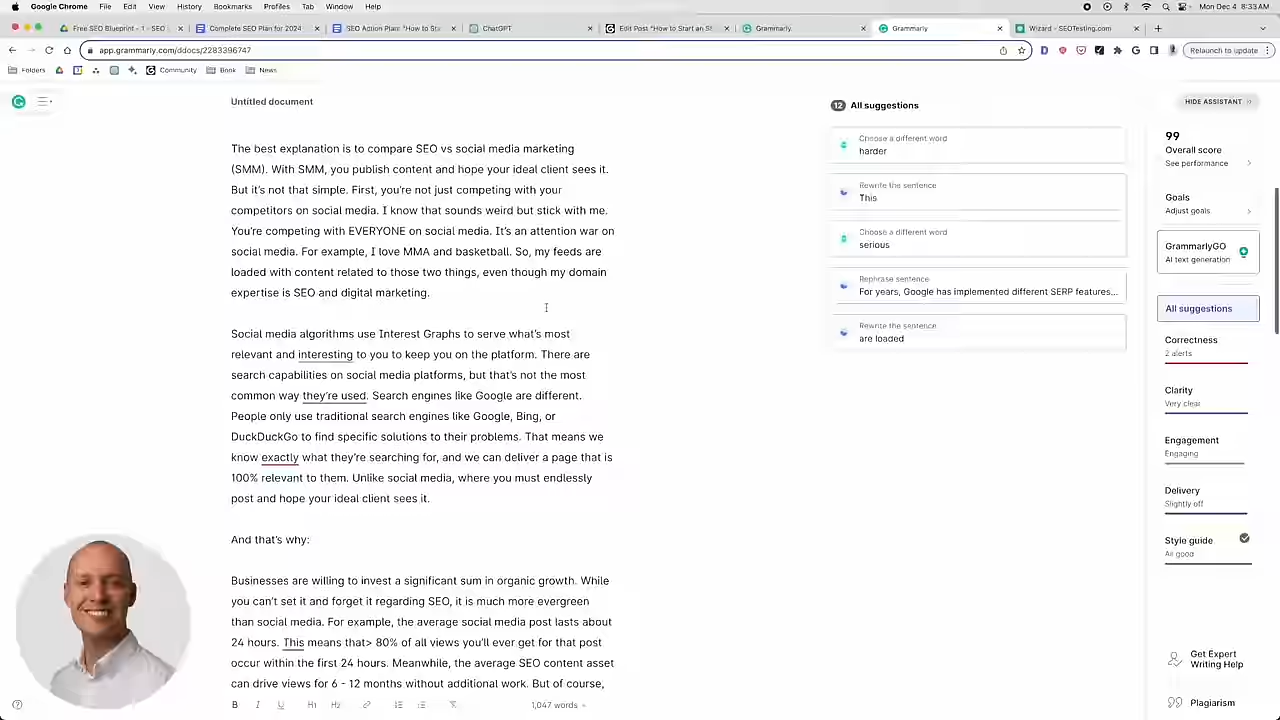 Google Chrome File Edit View History Bookmarks Profiles Tab Window Help Mon Dec 4 8:33AM
Free SEO Blueprint - 1 - SEO Complete SEO Plan for 2024 SEO Action Plan: "How to Star ChatGPT Edit Post "How to Start an S Grammarly Grammarly Wizard - SEOTesting.com
app.grammarly.com/ddocs/2283396747 Relaunch to update
Folders Community Book News
Untitled document
12 All suggestions
HIDE ASSISTANT
The best explanation is to compare SEO vs social media marketing
(SMM). With SMM, you publish content and hope your ideal client sees it.
But it's not that simple. First, you're not just competing with your
competitors on social media. I know that sounds weird but stick with me.
You're competing with EVERYONE on social media. It's an attention war on
social media. For example, I love MMA and basketball. So, my feeds are
loaded with content related to those two things, even though my domain
expertise is SEO and digital marketing.
Social media algorithms use Interest Graphs to serve what's most
relevant and interesting to you to keep you on the platform. There are
search capabilities on social media platforms, but that's not the most
common way they're used. Search engines like Google are different.
People only use traditional search engines like Google, Bing, or
DuckDuckGo to find specific solutions to their problems. That means we
know exactly what they're searching for, and we can deliver a page that is
100% relevant to them. Unlike social media, where you must endlessly
post and hope your ideal client sees it.
And that's why:
Businesses are willing to invest a significant sum in organic growth. While
you can't set it and forget it regarding SEO, it is much more evergreen
than social media. For example, the average social media post lasts about
24 hours. This means that> 80% of all views you'll ever get for that post
occur within the first 24 hours. Meanwhile, the average SEO content asset
can drive views for 6 - 12 months without additional work. But of course,
B I U H1 H2 1,047 words
Choose a different word
harder
Rewrite the sentence
This
Choose a different word
serious
Rephrase sentence
For years, Google has implemented different SERP features...
Rewrite the sentence
are loaded
99
Overall score
See performance
Goals
Adjust goals
GrammarlyGO
AI text generation
All suggestions
Correctness
2 alerts
Clarity
Very clear
Engagement
Engaging
Delivery
Slightly off
Style guide
All good
Get Expert
Writing Help
Plagiarism